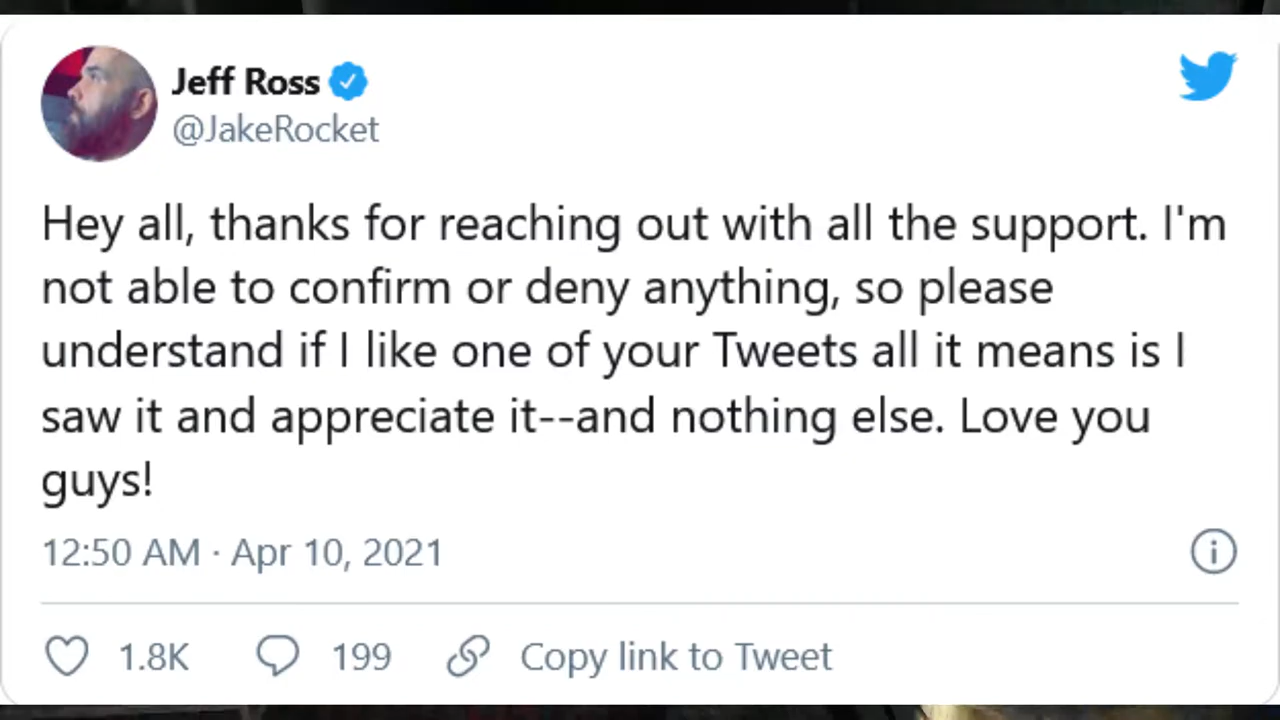 Jeff Ross
@JakeRocket
Hey all, thanks for reaching out with all the support. I'm
not able to confirm or deny anything, so please
understand if I like one of your Tweets all it means is I
saw it and appreciate it--and nothing else. Love you
guys!
12:50 AM · Apr 10, 2021
1.8K 199 Copy link to Tweet